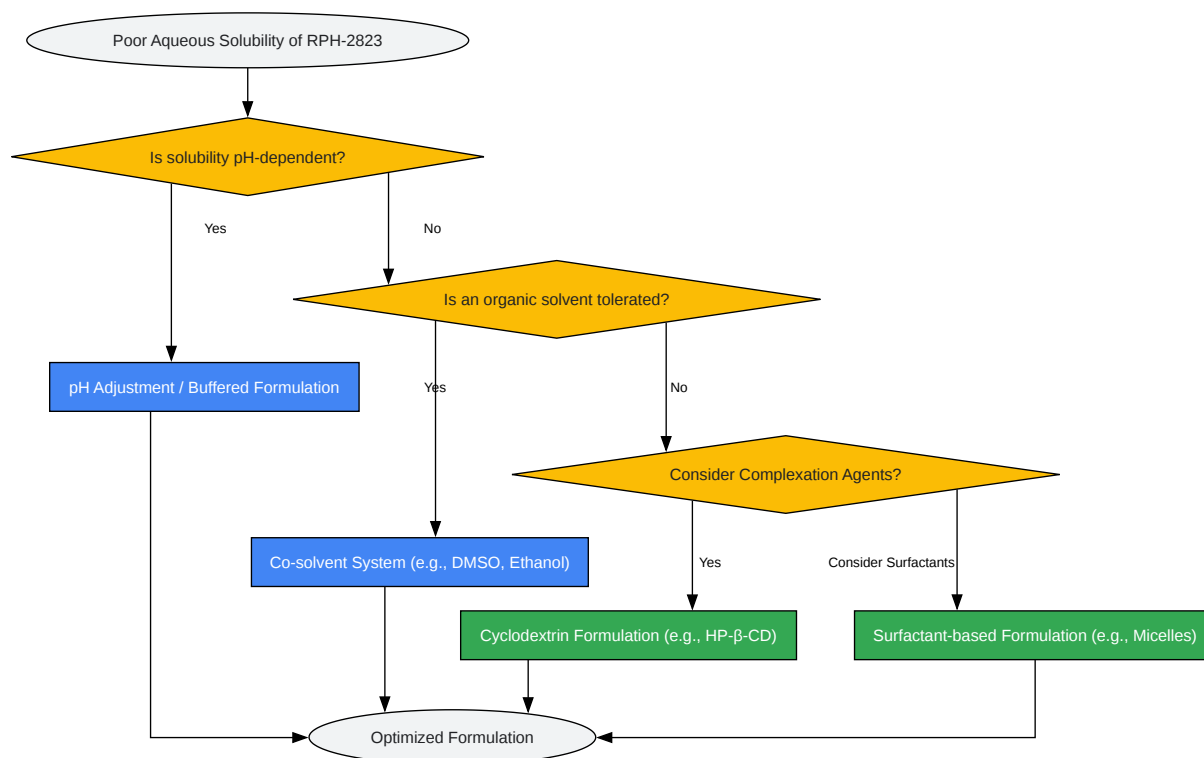 Poor Aqueous Solubility of RPH-2823
Is solubility pH-dependent?
Yes
No
Is an organic solvent tolerated?
pH Adjustment / Buffered Formulation
Yes
No
Consider Complexation Agents?
Co-solvent System (e.g., DMSO, Ethanol)
Yes
Consider Surfactants
Cyclodextrin Formulation (e.g., HP-β-CD)
Surfactant-based Formulation (e.g., Micelles)
Optimized Formulation